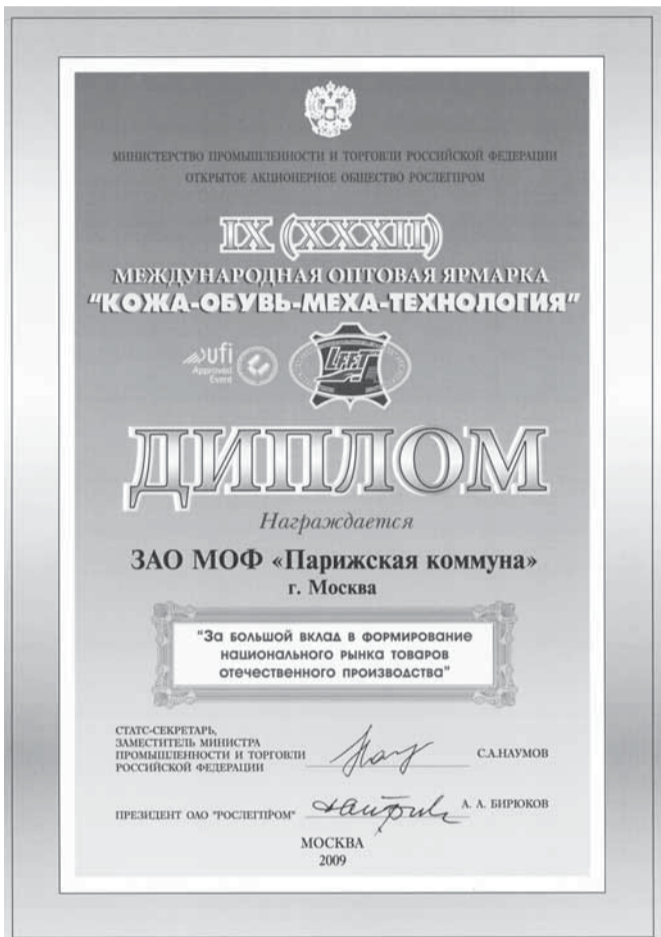 МИНИСТЕРСТВО ПРОМЫШЛЕННОСТИ И ТОРГОВЛИ РОССИЙСКОЙ ФЕДЕРАЦИИ
ОТКРЫТОЕ АКЦИОНЕРНОЕ ОБЩЕСТВО РОСЛЕГПРОМ
IX (XXXII)
МЕЖДУНАРОДНАЯ ОПТОВАЯ ЯРМАРКА
"КОЖА-ОБУВЬ-МЕХА-ТЕХНОЛОГИЯ"
ufi
Approved
Event
LFFT
ДИПЛОМ
Награждается
ЗАО МОФ «Парижская коммуна»
г. Москва
"За большой вклад в формирование
национального рынка товаров
отечественного производства"
СТАТС-СЕКРЕТАРЬ,
ЗАМЕСТИТЕЛЬ МИНИСТРА
ПРОМЫШЛЕННОСТИ И ТОРГОВЛИ
РОССИЙСКОЙ ФЕДЕРАЦИИ
С.А.НАУМОВ
ПРЕЗИДЕНТ ОАО "РОСЛЕГПРОМ"
А. А. БИРЮКОВ
МОСКВА
2009